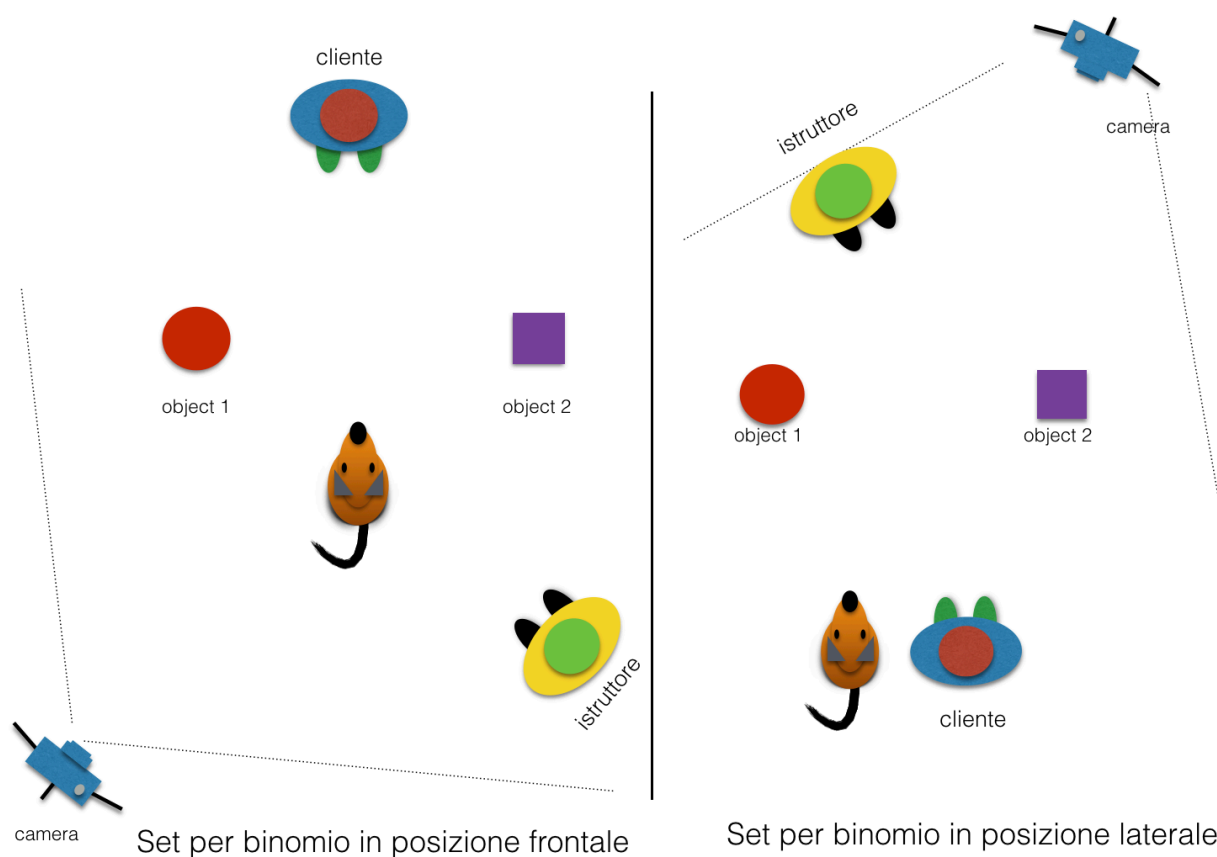 cliente
object 1
object 2
istruttore
camera
Set per binomio in posizione frontale
istruttore
camera
object 1
object 2
cliente
Set per binomio in posizione laterale